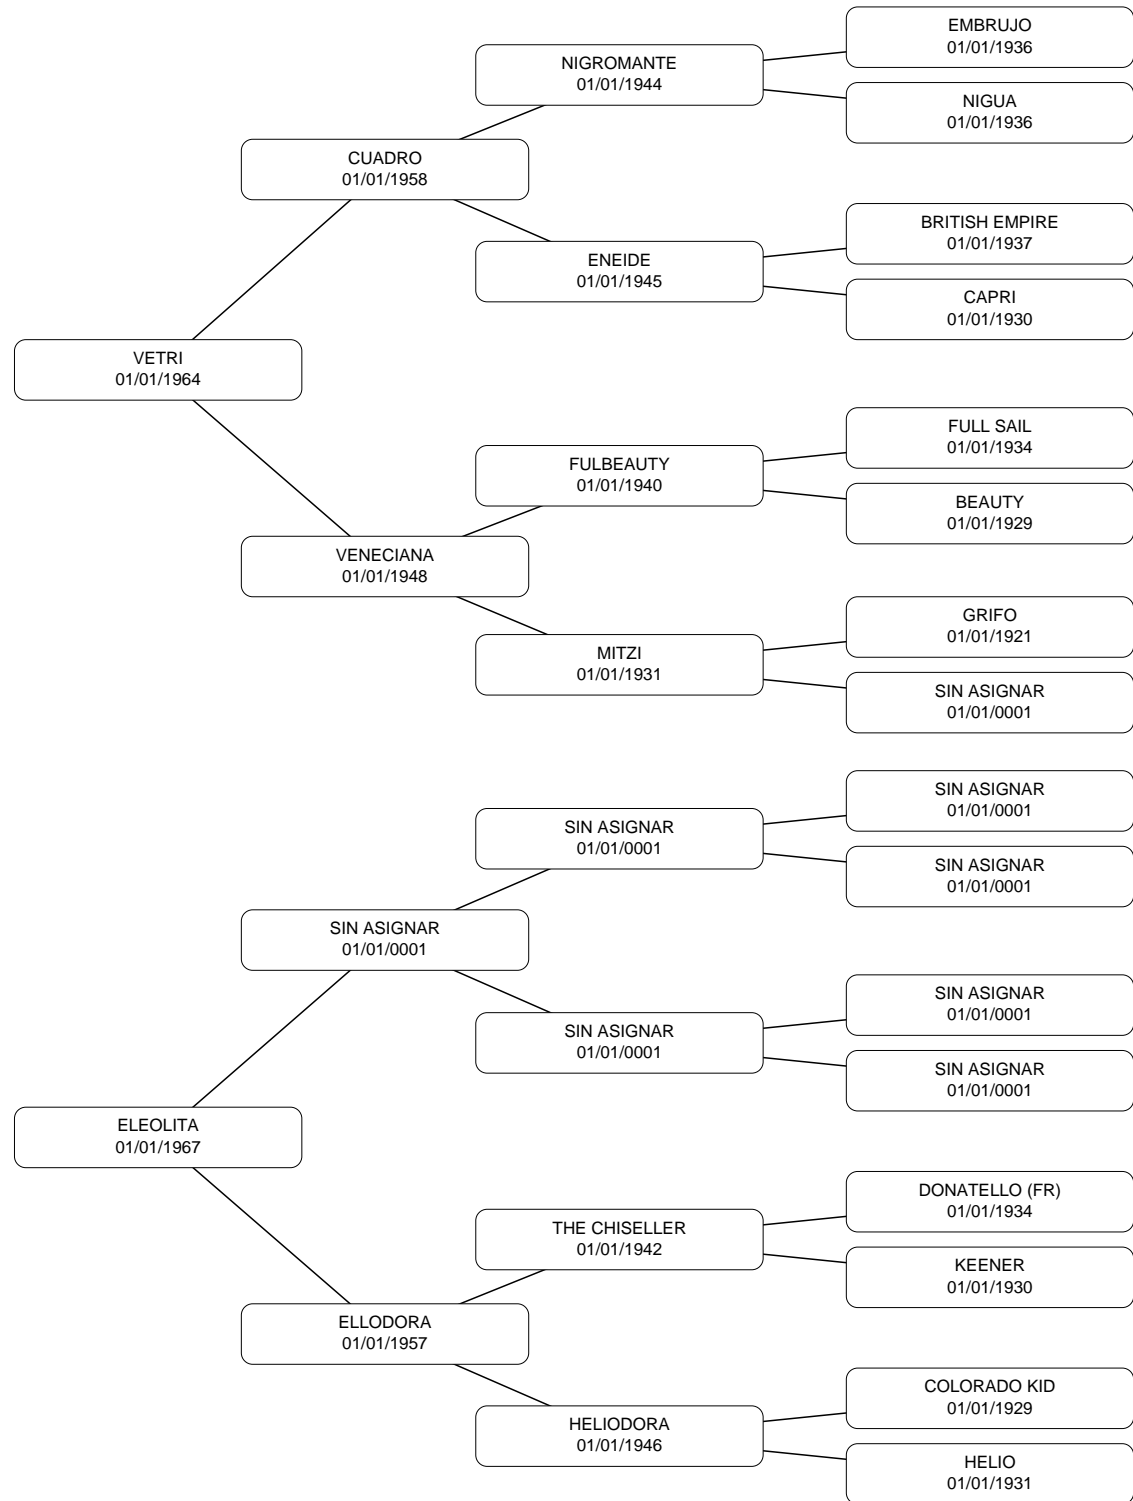 EMBRUJO
01/01/1936
NIGROMANTE
01/01/1944
NIGUA
01/01/1936
CUADRO
01/01/1958
BRITISH EMPIRE
01/01/1937
ENEIDE
01/01/1945
CAPRI
01/01/1930
VETRI
01/01/1964
FULL SAIL
01/01/1934
FULBEAUTY
01/01/1940
BEAUTY
01/01/1929
VENECIANA
01/01/1948
GRIFO
01/01/1921
MITZI
01/01/1931
SIN ASIGNAR
01/01/0001
SIN ASIGNAR
01/01/0001
SIN ASIGNAR
01/01/0001
SIN ASIGNAR
01/01/0001
SIN ASIGNAR
01/01/0001
SIN ASIGNAR
01/01/0001
SIN ASIGNAR
01/01/0001
SIN ASIGNAR
01/01/0001
ELEOLITA
01/01/1967
DONATELLO (FR)
01/01/1934
THE CHISELLER
01/01/1942
KEENER
01/01/1930
ELLODORA
01/01/1957
COLORADO KID
01/01/1929
HELIODORA
01/01/1946
HELIO
01/01/1931